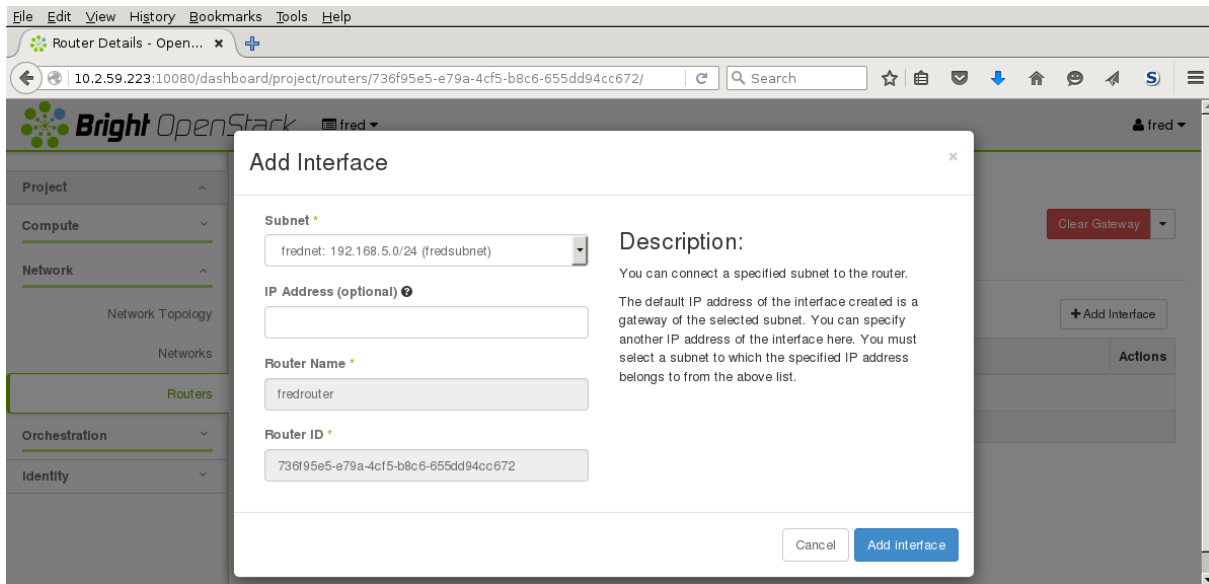 File Edit View History Bookmarks Tools Help
Router Details - Open... ×
10.2.59.223:10080/dashboard/project/routers/736f95e5-e79a-4cf5-b8c6-655dd94cc672/ Search S)
Bright OpenStack fred fred
Project
Compute
Network
Network Topology
Networks
Routers
Orchestration
Identity
Add Interface ×
Subnet *
frednet: 192.168.5.0/24 (fredsubnet)
IP Address (optional) ?
Router Name *
fredrouter
Router ID *
736f95e5-e79a-4cf5-b8c6-655dd94cc672
Description:
You can connect a specified subnet to the router.
The default IP address of the interface created is a
gateway of the selected subnet. You can specify
another IP address of the interface here. You must
select a subnet to which the specified IP address
belongs to from the above list.
Cancel Add interface
Clear Gateway
+ Add Interface
Actions